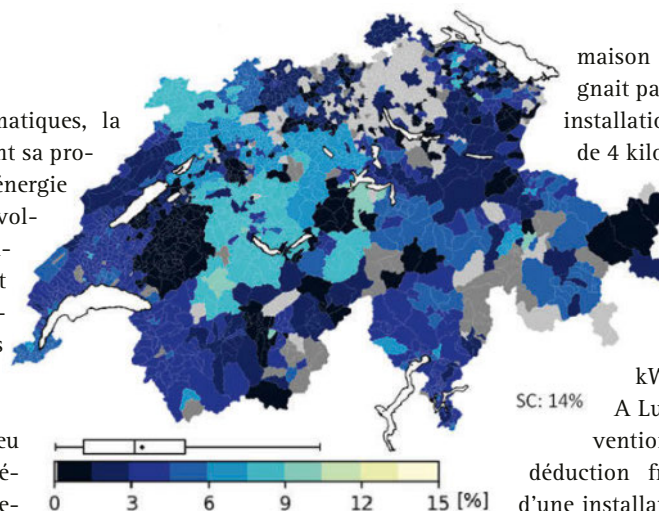 matiques, la
nt sa pro-
énergie
vol-
t
s
eu
é-
e-
maison
gnait pa
installatio
de 4 kilo
kW
A Lu
vention
déduction fi
d'une installat
SC: 14%
0 3 6 9 12 15 [%]